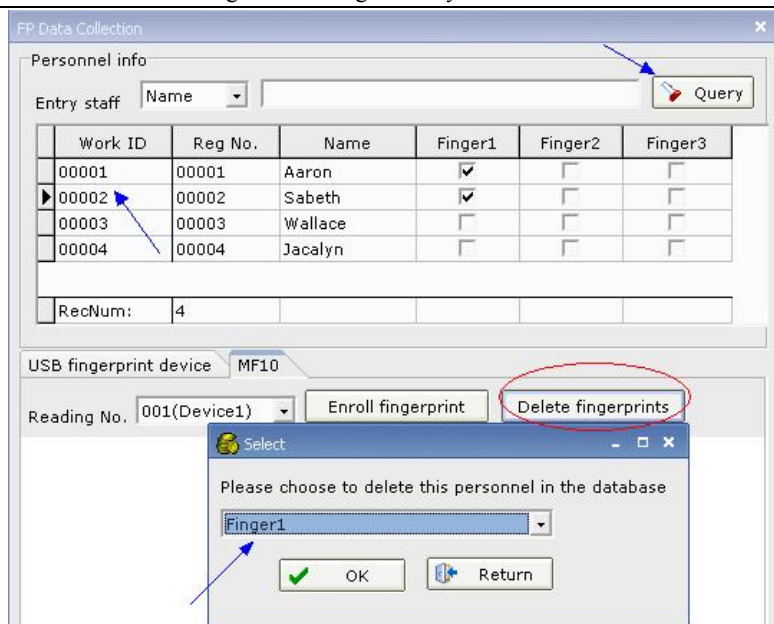 FP Data Collection
Personnel info
Entry staff Name Query
Work ID Reg No. Name Finger1 Finger2 Finger3
00001 00001 Aaron
00002 00002 Sabeth
00003 00003 Wallace
00004 00004 Jacalyn
RecNum: 4
USB fingerprint device MF10
Reading No. 001(Device1) Enroll fingerprint Delete fingerprints
Select
Please choose to delete this personnel in the database
Finger1
OK Return